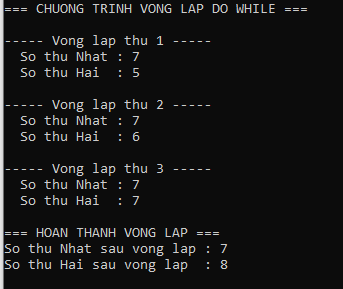 === CHUONG TRINH VONG LAP DO WHILE ===
----- Vong lap thu 1 -----
So thu Nhat : 7
So thu Hai  : 5
----- Vong lap thu 2 -----
So thu Nhat : 7
So thu Hai  : 6
----- Vong lap thu 3 -----
So thu Nhat : 7
So thu Hai  : 7
=== HOAN THANH VONG LAP ===
So thu Nhat sau vong lap : 7
So thu Hai sau vong lap  : 8